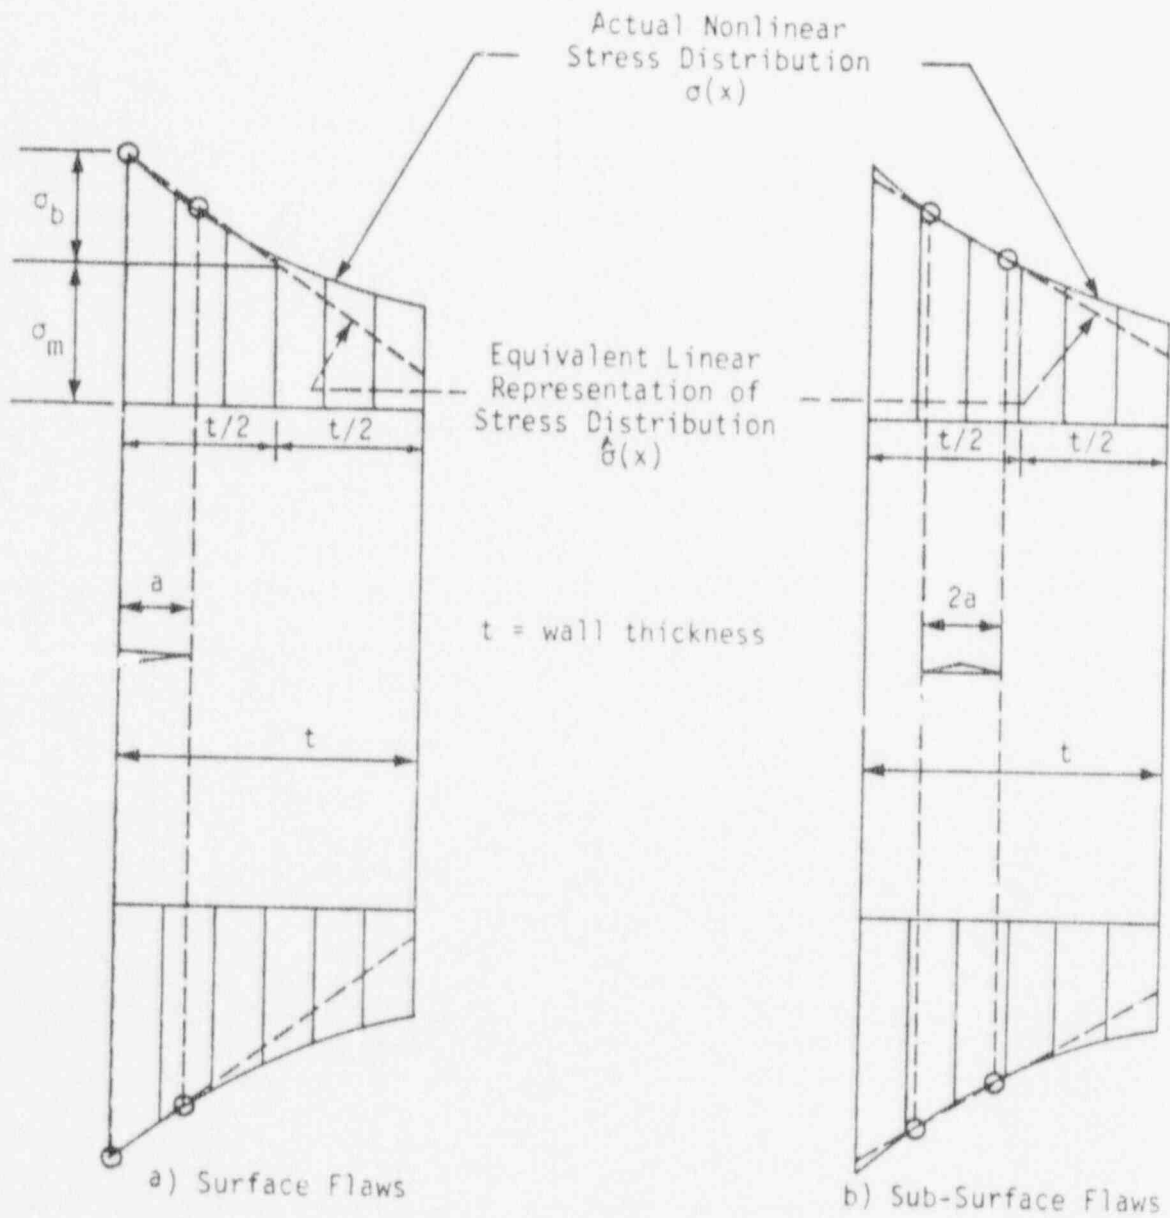 Actual Nonlinear
Stress Distribution
σ(x)
σb
σm
Equivalent Linear
Representation of
Stress Distribution
σ̂(x)
t/2 t/2
t/2 t/2
a
2a
t = wall thickness
t
t
a) Surface Flaws
b) Sub-Surface Flaws